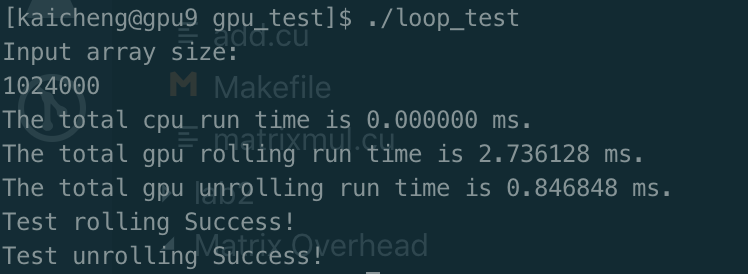 [kaicheng@gpu9 gpu_test]$ ./loop_test
add.cu
Input array size:
1024000
Makefile
The total cpu run time is 0.000000 ms.
matrixmul.cu
The total gpu rolling run time is 2.736128 ms.
The total gpu unrolling run time is 0.846848 ms.
lab2
Test rolling Success!
Matrix Overhead
Test unrolling Success!